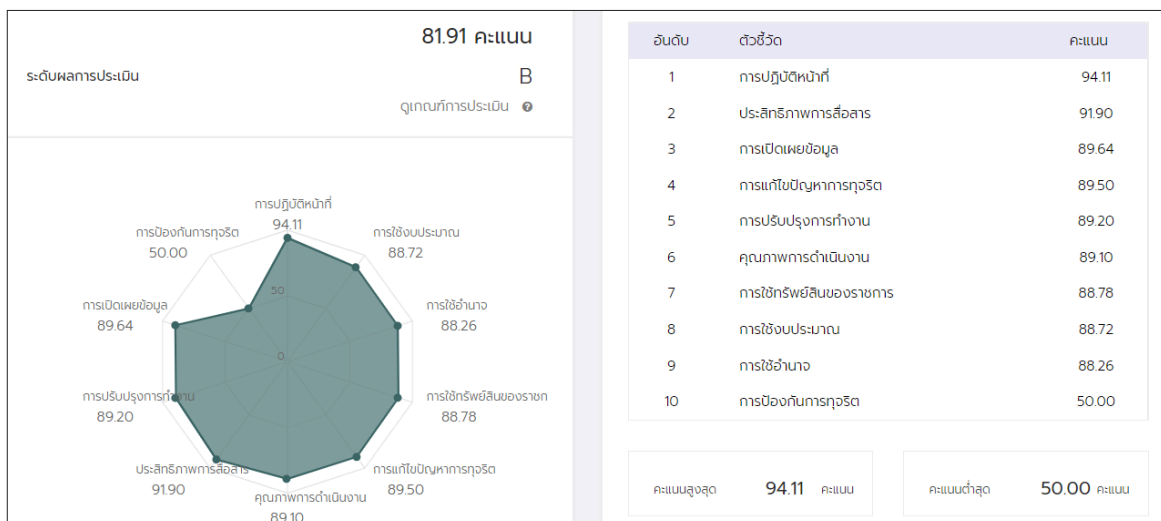 81.91 คะแนน
ระดับผลการประเมิน B
ดูเกณฑ์การประเมิน
การปฏิบัติหน้าที่
94.11
การป้องกันการทุจริต
50.00
การใช้งบประมาณ
88.72
50
การเปิดเผยข้อมูล
89.64
การใช้อำนาจ
88.26
0
การปรับปรุงการทำงาน
89.20
การใช้ทรัพย์สินของราชก
88.78
ประสิทธิภาพการสื่อสาร
91.90
การแก้ไขปัญหาการทุจริต
89.50
คุณภาพการดำเนินงาน
89.10
อันดับ ตัวชี้วัด คะแนน
1 การปฏิบัติหน้าที่ 94.11
2 ประสิทธิภาพการสื่อสาร 91.90
3 การเปิดเผยข้อมูล 89.64
4 การแก้ไขปัญหาการทุจริต 89.50
5 การปรับปรุงการทำงาน 89.20
6 คุณภาพการดำเนินงาน 89.10
7 การใช้ทรัพย์สินของราชการ 88.78
8 การใช้งบประมาณ 88.72
9 การใช้อำนาจ 88.26
10 การป้องกันการทุจริต 50.00
คะแนนสูงสุด 94.11 คะแนน
คะแนนต่ำสุด 50.00 คะแนน